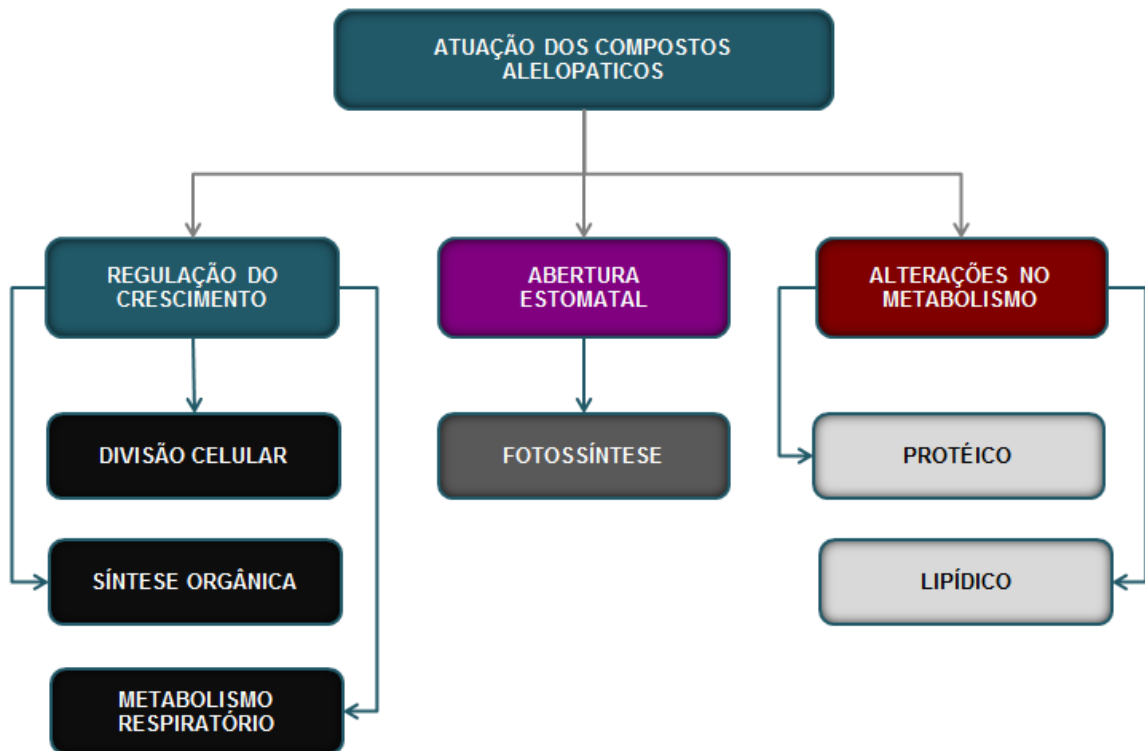 ATUAÇÃO DOS COMPOSTOS
ALELOPATICOS
REGULAÇÃO DO
CRESCIMENTO
ABERTURA
ESTOMATAL
ALTERAÇÕES NO
METABOLISMO
DIVISÃO CELULAR
FOTOSSÍNTESE
PROTÉICO
SÍNTESE ORGÂNICA
LIPÍDICO
METABOLISMO
RESPIRATÓRIO